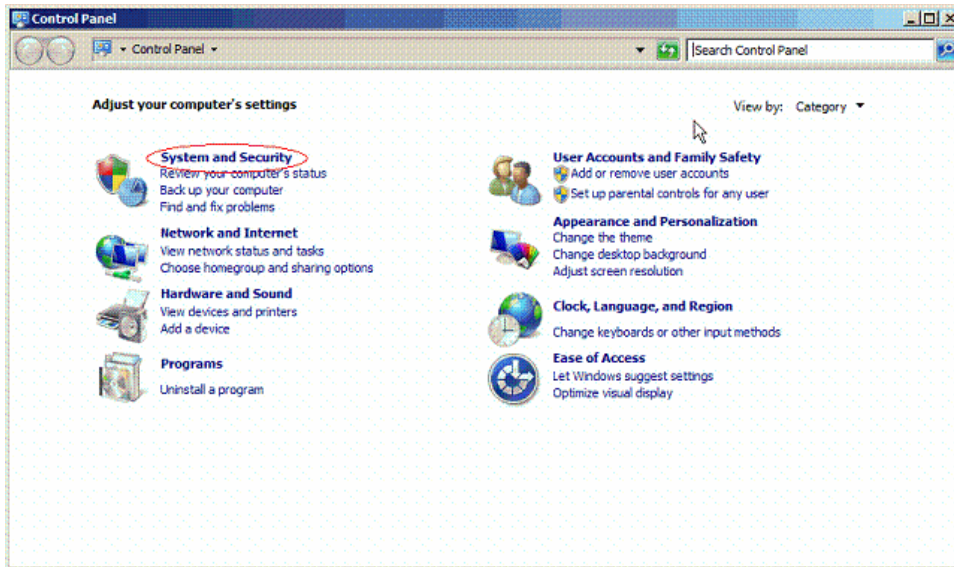 Control Panel
Control Panel
Search Control Panel
Adjust your computer's settings
View by: Category
System and Security
Review your computer's status
Back up your computer
Find and fix problems
Network and Internet
View network status and tasks
Choose homegroup and sharing options
Hardware and Sound
View devices and printers
Add a device
Programs
Uninstall a program
User Accounts and Family Safety
Add or remove user accounts
Set up parental controls for any user
Appearance and Personalization
Change the theme
Change desktop background
Adjust screen resolution
Clock, Language, and Region
Change keyboards or other input methods
Ease of Access
Let Windows suggest settings
Optimize visual display